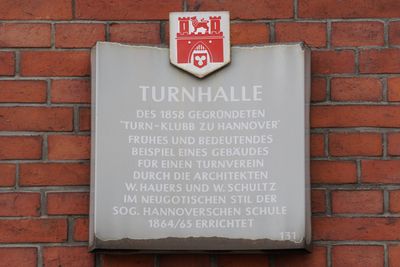 TURNHALLE
DES 1858 GEGRÜNDETEN
"TURN-KLUBB ZU HANNOVER"
FRÜHES UND BEDEUTENDES
BEISPIEL EINES GEBÄUDES
FÜR EINEN TURNVEREIN
DURCH DIE ARCHITEKTEN
W. HAUERS UND W. SCHULTZ
IM NEUGOTISCHEN STIL DER
SOG. HANNOVERSCHEN SCHULE
1864/65 ERRICHTET
131